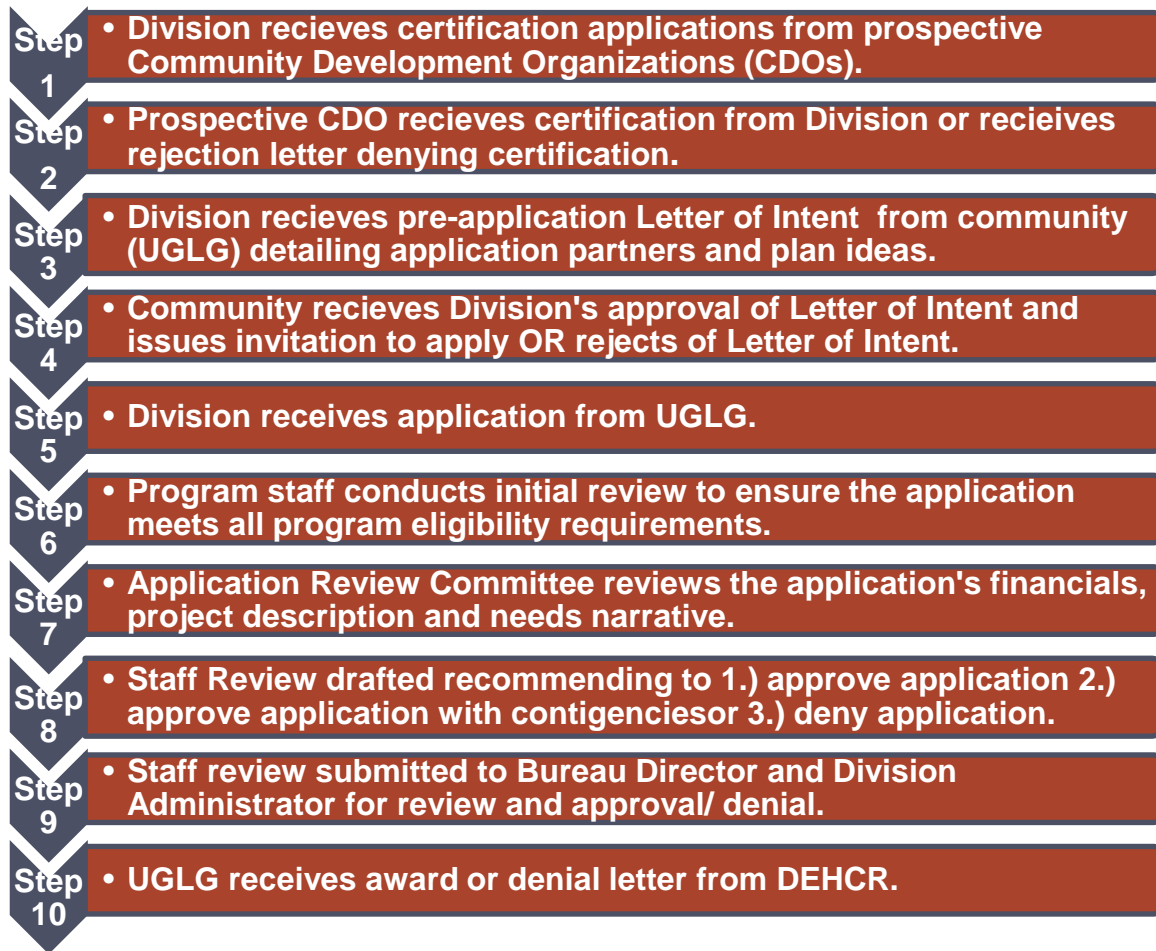 Step
1
• Division recieves certification applications from prospective
Community Development Organizations (CDOs).
Step
2
• Prospective CDO recieves certification from Division or recieives
rejection letter denying certification.
Step
3
• Division recieves pre-application Letter of Intent from community
(UGLG) detailing application partners and plan ideas.
Step
4
• Community recieves Division's approval of Letter of Intent and
issues invitation to apply OR rejects of Letter of Intent.
Step
5
• Division receives application from UGLG.
Step
6
• Program staff conducts initial review to ensure the application
meets all program eligibility requirements.
Step
7
• Application Review Committee reviews the application's financials,
project description and needs narrative.
Step
8
• Staff Review drafted recommending to 1.) approve application 2.)
approve application with contigenciesor 3.) deny application.
Step
9
• Staff review submitted to Bureau Director and Division
Administrator for review and approval/ denial.
Step
10
• UGLG receives award or denial letter from DEHCR.